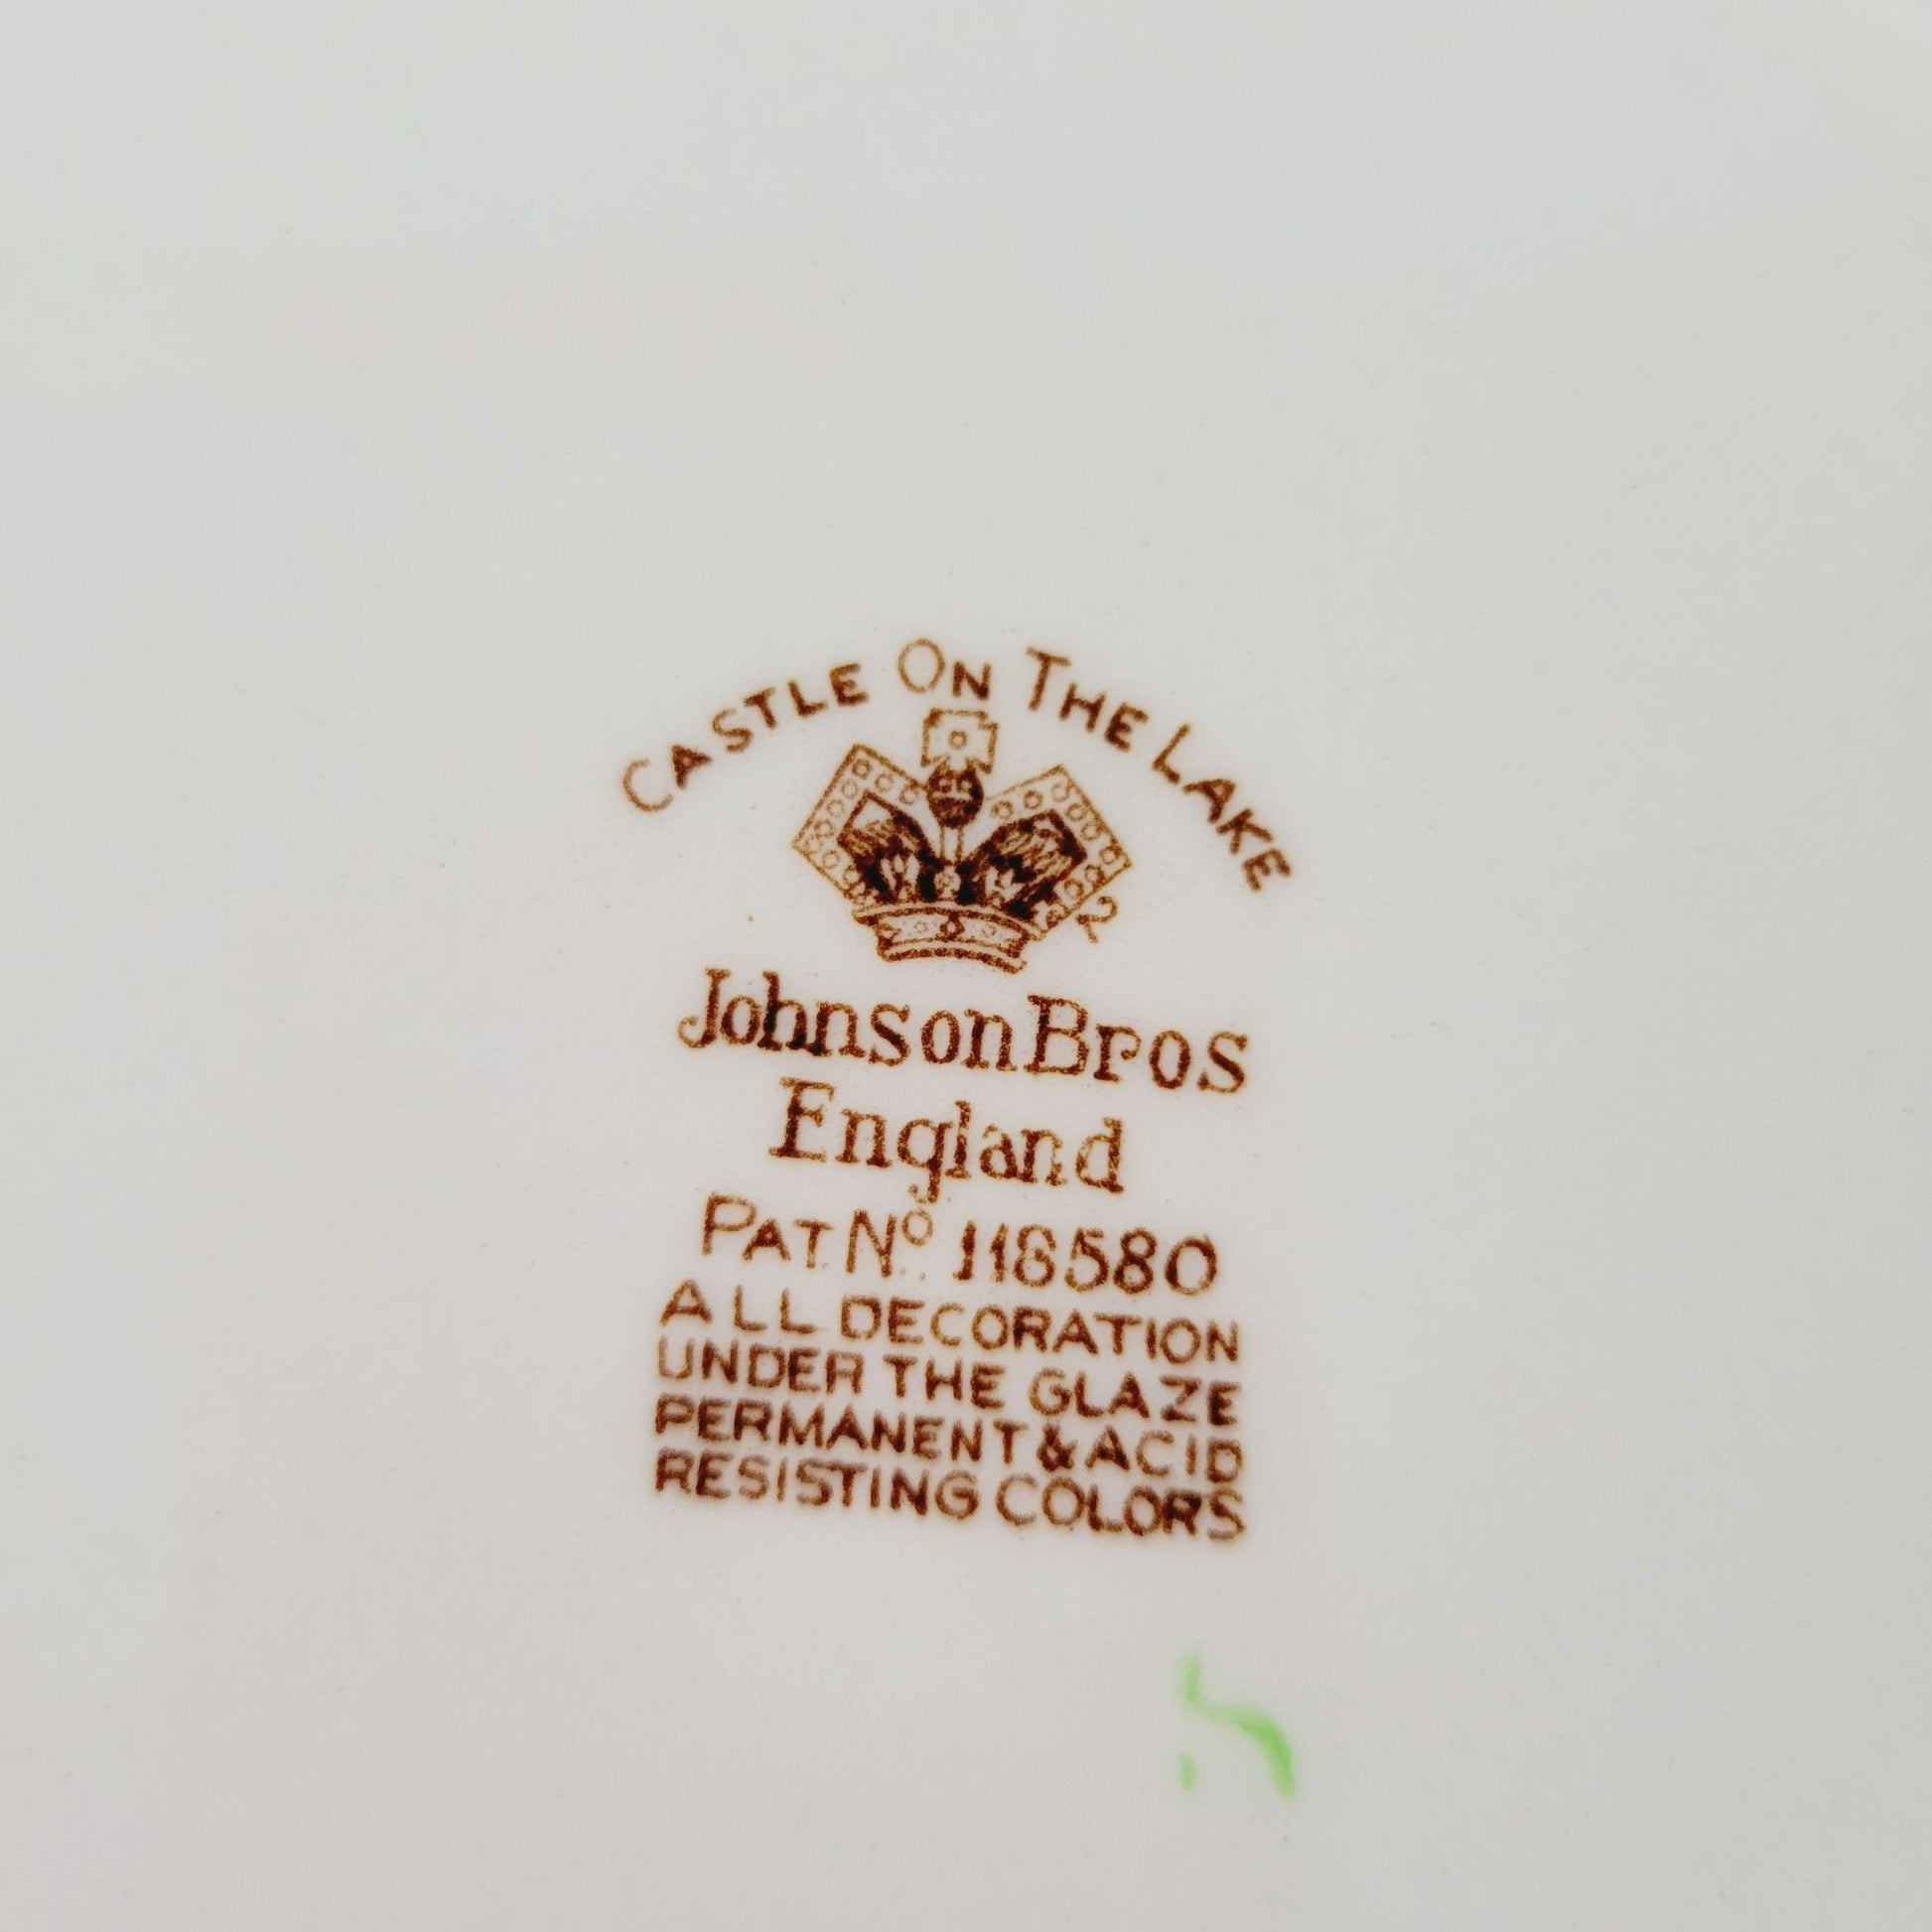 CASTLE ON THE LAKE
2
Johnson Bros
England
PAT. Nº 118580
ALL DECORATION
UNDER THE GLAZE
PERMANENT & ACID
RESISTING COLORS